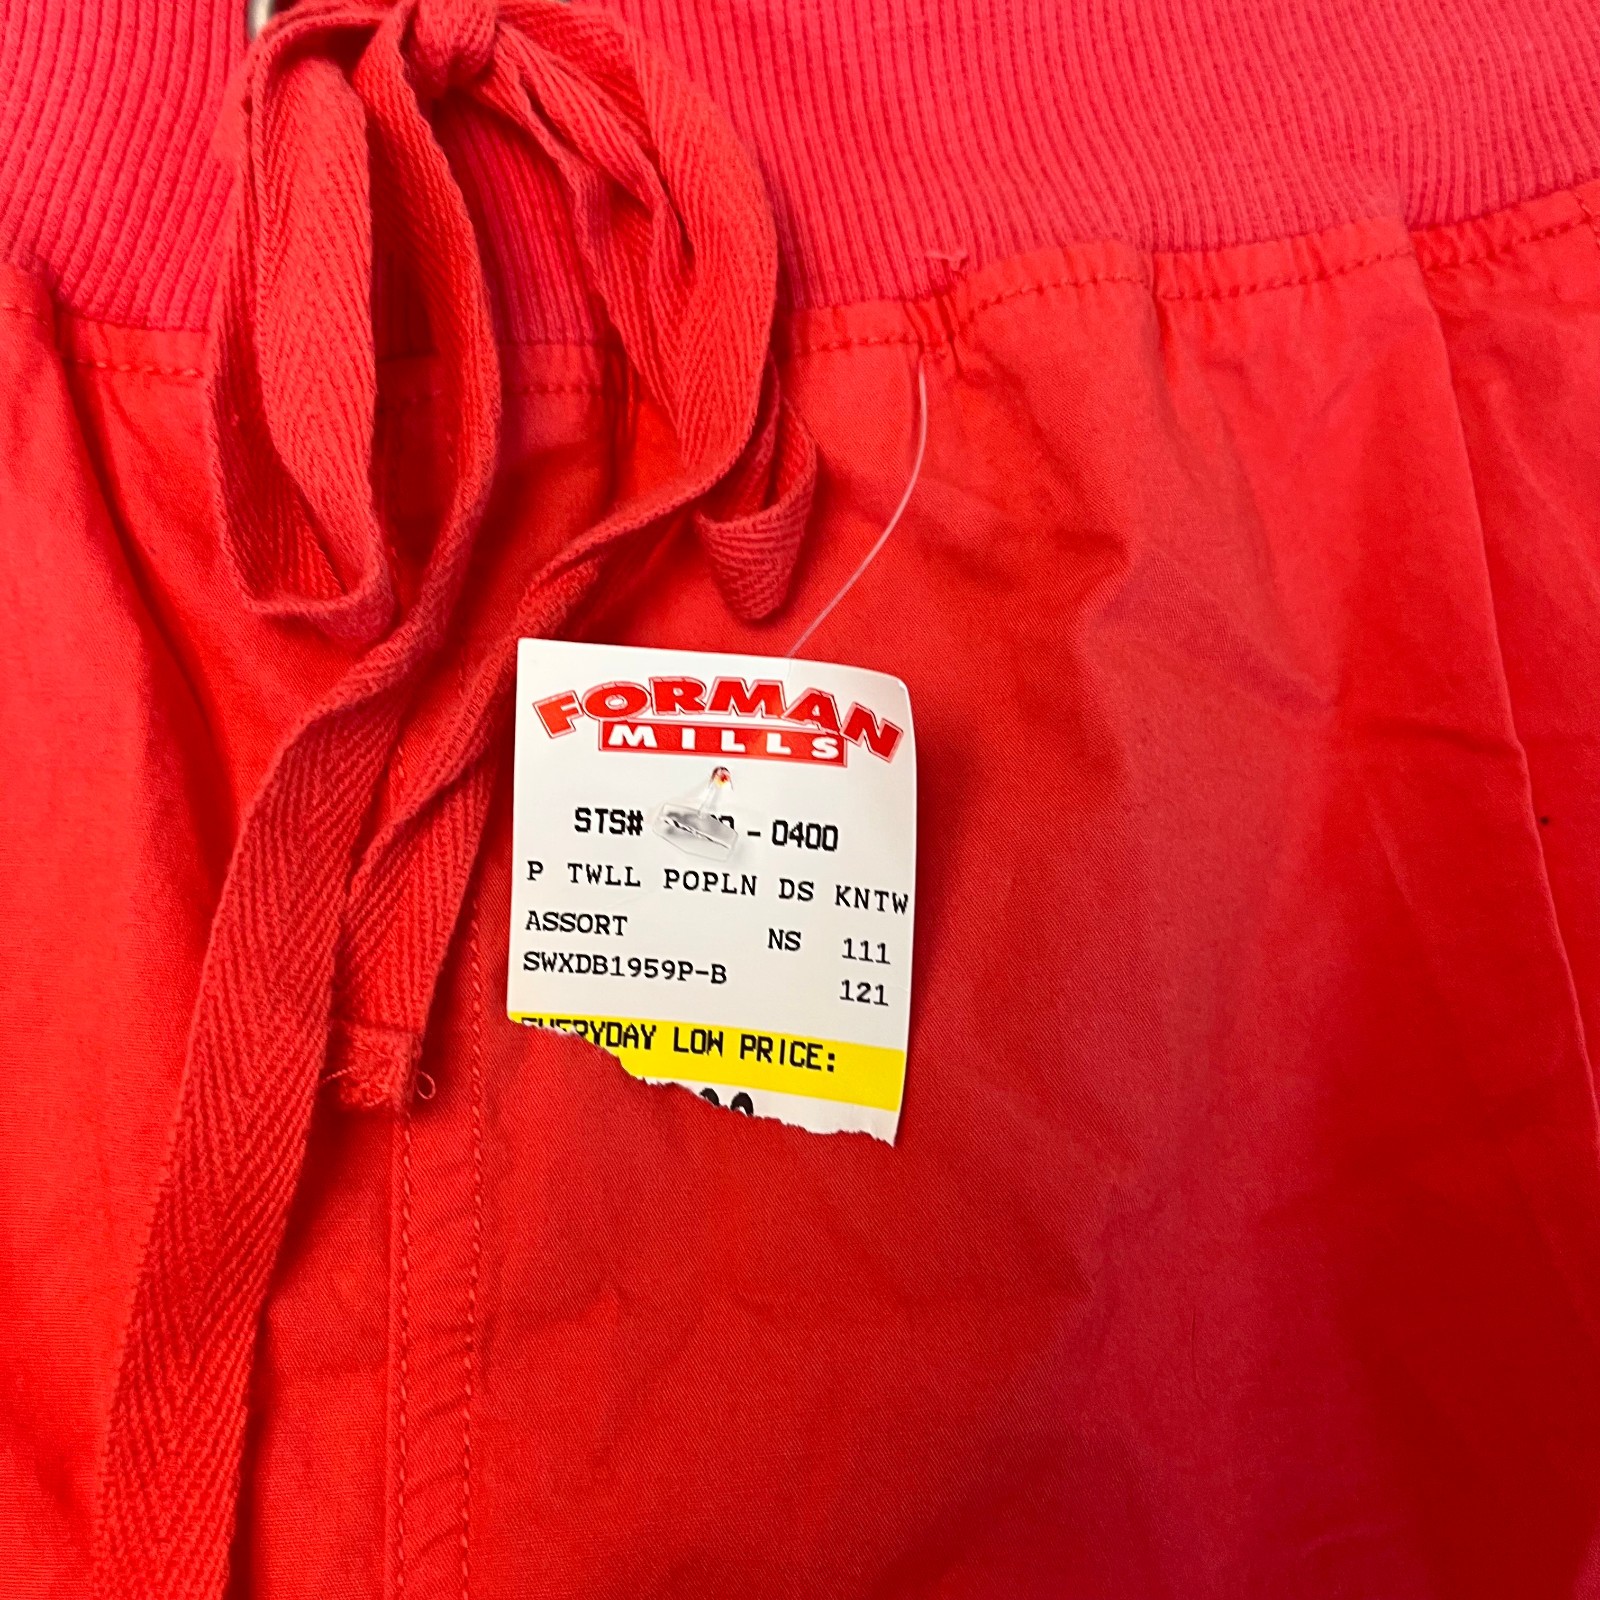 FORMAN
MILLS
STS# - 0400
P TWLL POPLN DS KNTW
ASSORT NS 111
SWXDB1959P-B 121
EVERYDAY LOW PRICE: